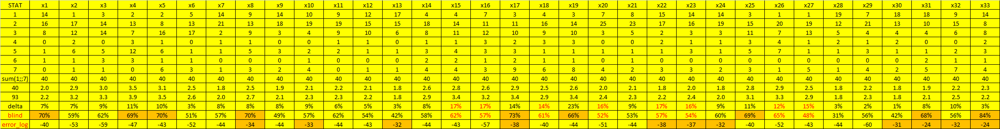 STAT x1 x2 x3 x4 x5 x6 x7 x8 x9 x10 x11 x12 x13 x14 x15 x16 x17 x18 x19 x20 x21 x22 x23 x24 x25 x26 x27 x28 x29 x30 x31 x32 x33
1 14 1 3 2 2 5 14 9 14 10 9 12 17 4 4 7 3 4 3 7 8 15 14 14 3 1 1 19 7 18 18 9 14
2 16 17 14 13 8 13 21 13 18 19 19 15 15 18 14 11 11 16 14 25 23 17 16 19 15 20 19 12 21 13 10 15 8
3 8 12 14 7 16 17 2 9 3 4 9 10 6 8 11 12 10 9 10 3 5 2 3 3 11 7 13 5 4 4 4 6 8
4 0 2 0 3 1 0 1 1 0 0 1 1 0 1 1 3 2 3 3 0 0 2 1 1 3 4 1 2 1 2 0 0 2
5 1 6 5 12 6 1 1 5 3 2 2 1 1 3 4 3 3 1 1 1 1 1 3 1 5 7 1 1 3 1 1 2 3
6 1 1 3 3 1 1 0 0 0 1 0 0 0 2 2 1 2 1 1 0 1 0 0 0 0 0 0 0 0 0 2 1 1
7 0 1 1 0 6 3 1 3 2 4 0 1 1 4 4 3 9 6 8 4 2 3 3 2 3 1 5 1 4 2 5 7 4
sum(1;;7) 40 40 40 40 40 40 40 40 40 40 40 40 40 40 40 40 40 40 40 40 40 40 40 40 40 40 40 40 40 40 40 40 40
40 2.0 2.9 3.0 3.5 3.1 2.5 1.8 2.5 1.9 2.1 2.2 2.1 1.8 2.6 2.8 2.6 2.9 2.5 2.6 2.0 2.1 1.8 2.0 1.8 2.8 2.9 2.5 1.8 2.2 1.8 1.9 2.2 2.3
93 2.2 3.2 3.3 3.9 3.5 2.6 2.0 2.7 2.1 2.3 2.3 2.2 1.8 2.9 3.4 3.2 3.4 2.9 3.4 2.4 2.3 2.2 2.4 2.0 3.1 3.3 2.9 1.8 2.3 1.8 2.1 2.5 2.2
delta 7% 7% 9% 11% 10% 3% 8% 8% 8% 9% 6% 5% 3% 8% 17% 17% 14% 14% 23% 16% 9% 17% 16% 9% 11% 12% 15% 3% 2% 1% 8% 10% 3%
blind 70% 59% 62% 69% 70% 51% 57% 70% 49% 57% 62% 54% 42% 58% 62% 57% 73% 61% 66% 52% 53% 57% 54% 60% 69% 65% 48% 31% 56% 42% 68% 56% 84%
error_log -40 -53 -59 -47 -43 -52 -44 -34 -44 -33 -44 -43 -32 -44 -43 -57 -38 -40 -44 -51 -44 -38 -37 -32 -40 -52 -43 -44 -60 -31 -24 -32 -24